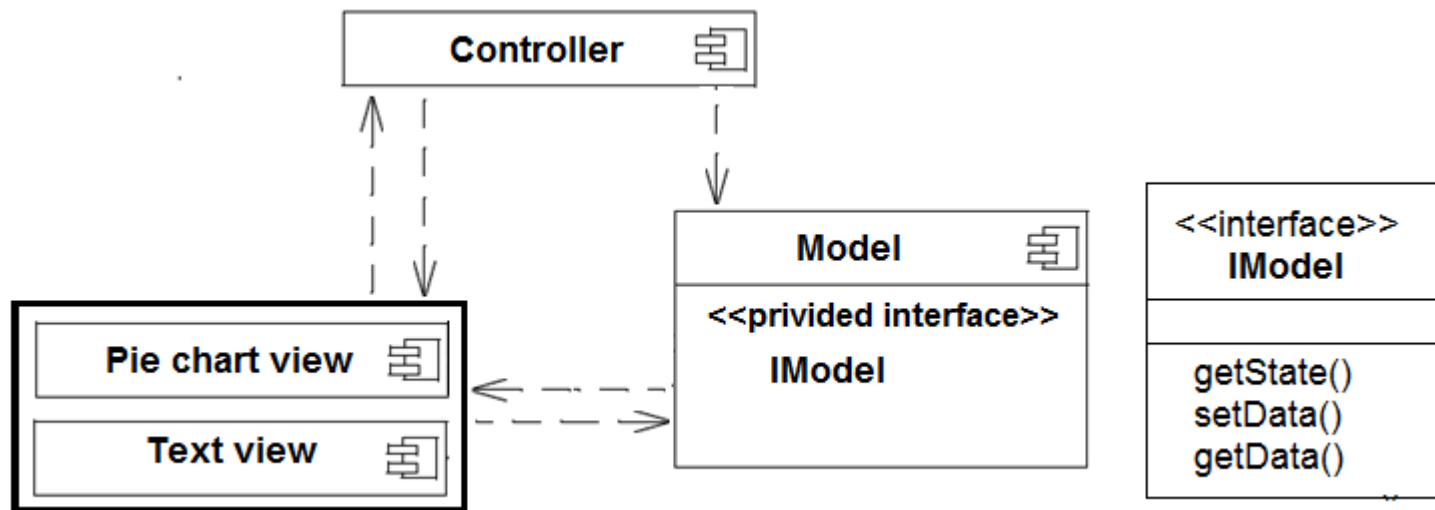 Controller
Model
<<privided interface>>
IModel
Pie chart view
Text view
<<interface>>
IModel
getState()
setData()
getData()